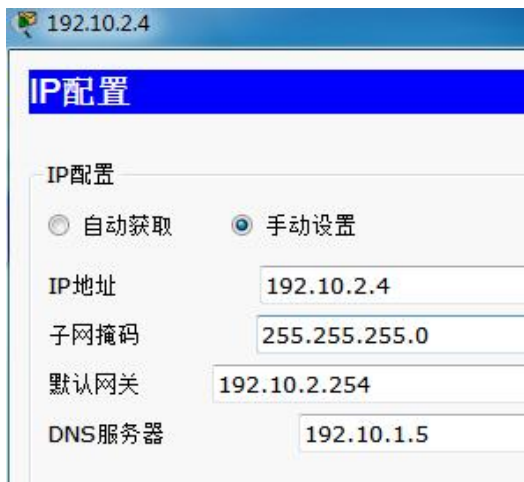 192.10.2.4
IP配置
IP配置
自动获取 手动设置
IP地址 192.10.2.4
子网掩码 255.255.255.0
默认网关 192.10.2.254
DNS服务器 192.10.1.5